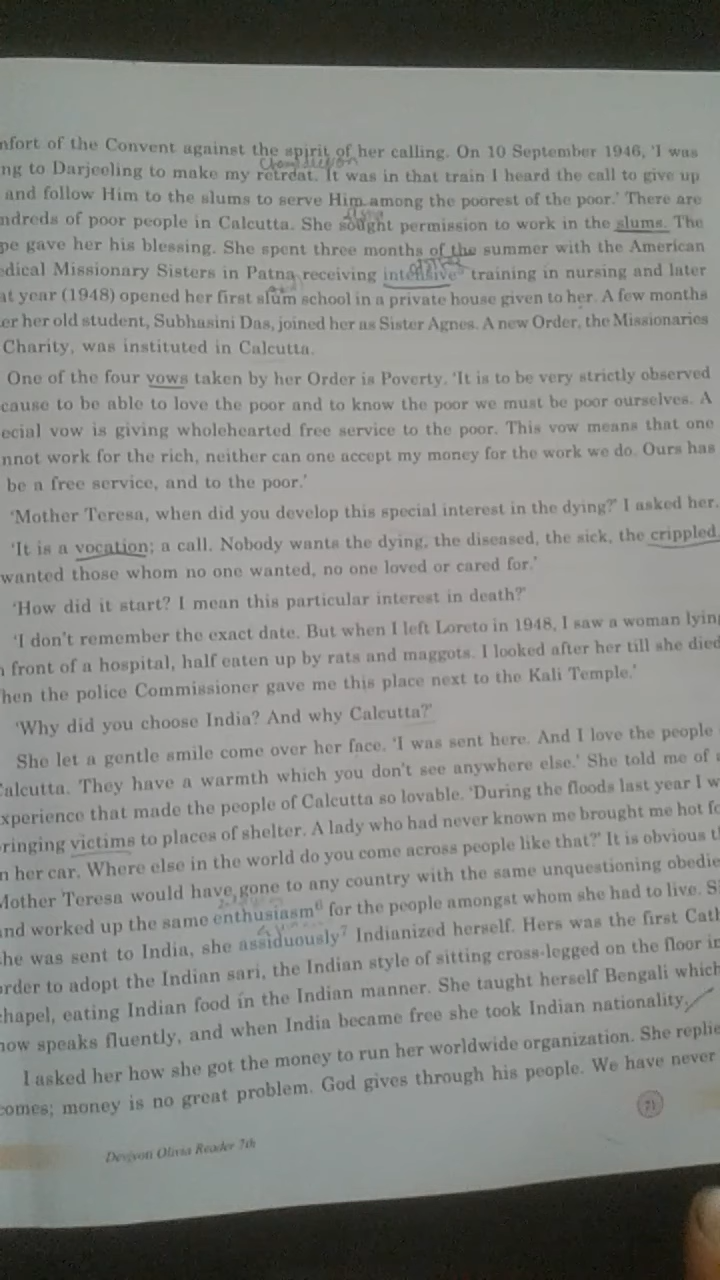 nfort of the Convent against the spirit of her calling. On 10 September 1946, 'I was
ng to Darjeeling to make my retreat. It was in that train I heard the call to give up
and follow Him to the slums to serve Him among the poorest of the poor.' There are
ndreds of poor people in Calcutta. She sought permission to work in the slums. The
pe gave her his blessing. She spent three months of the summer with the American
edical Missionary Sisters in Patna receiving intensive training in nursing and later
at year (1948) opened her first slum school in a private house given to her. A few months
er her old student, Subhasini Das, joined her as Sister Agnes. A new Order, the Missionaries
Charity, was instituted in Calcutta.
One of the four vows taken by her Order is Poverty. 'It is to be very strictly observed
cause to be able to love the poor and to know the poor we must be poor ourselves. A
ecial vow is giving wholehearted free service to the poor. This vow means that one
nnot work for the rich, neither can one accept my money for the work we do. Ours has
be a free service, and to the poor.'
'Mother Teresa, when did you develop this special interest in the dying?' I asked her.
'It is a vocation; a call. Nobody wants the dying, the diseased, the sick, the crippled.
wanted those whom no one wanted, no one loved or cared for.'
'How did it start? I mean this particular interest in death?'
'I don't remember the exact date. But when I left Loreto in 1948, I saw a woman lying
n front of a hospital, half eaten up by rats and maggots. I looked after her till she died
hen the police Commissioner gave me this place next to the Kali Temple.'
'Why did you choose India? And why Calcutta?'
She let a gentle smile come over her face. 'I was sent here. And I love the people
Calcutta. They have a warmth which you don't see anywhere else.' She told me of a
xperience that made the people of Calcutta so lovable. 'During the floods last year I w
ringing victims to places of shelter. A lady who had never known me brought me hot fo
n her car. Where else in the world do you come across people like that?' It is obvious th
Mother Teresa would have gone to any country with the same unquestioning obedie
and worked up the same enthusiasm⁶ for the people amongst whom she had to live. S
he was sent to India, she assiduously⁷ Indianized herself. Hers was the first Cath
order to adopt the Indian sari, the Indian style of sitting cross-legged on the floor in
chapel, eating Indian food in the Indian manner. She taught herself Bengali which
now speaks fluently, and when India became free she took Indian nationality.
I asked her how she got the money to run her worldwide organization. She replie
comes; money is no great problem. God gives through his people. We have never
71
Devjyoti Olivia Reader 7th